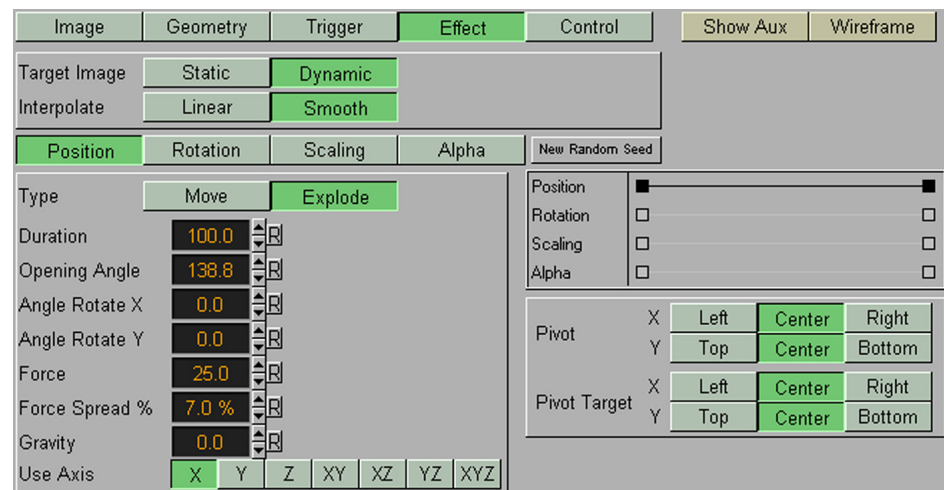 Image Geometry Trigger Effect Control Show Aux Wireframe
Target Image Static Dynamic
Interpolate Linear Smooth
Position Rotation Scaling Alpha New Random Seed
Type Move Explode
Duration 100.0 R
Opening Angle 138.8 R
Angle Rotate X 0.0 R
Angle Rotate Y 0.0 R
Force 25.0 R
Force Spread % 7.0 % R
Gravity 0.0 R
Use Axis X Y Z XY XZ YZ XYZ
Position
Rotation
Scaling
Alpha
Pivot X Left Center Right
Y Top Center Bottom
Pivot Target X Left Center Right
Y Top Center Bottom